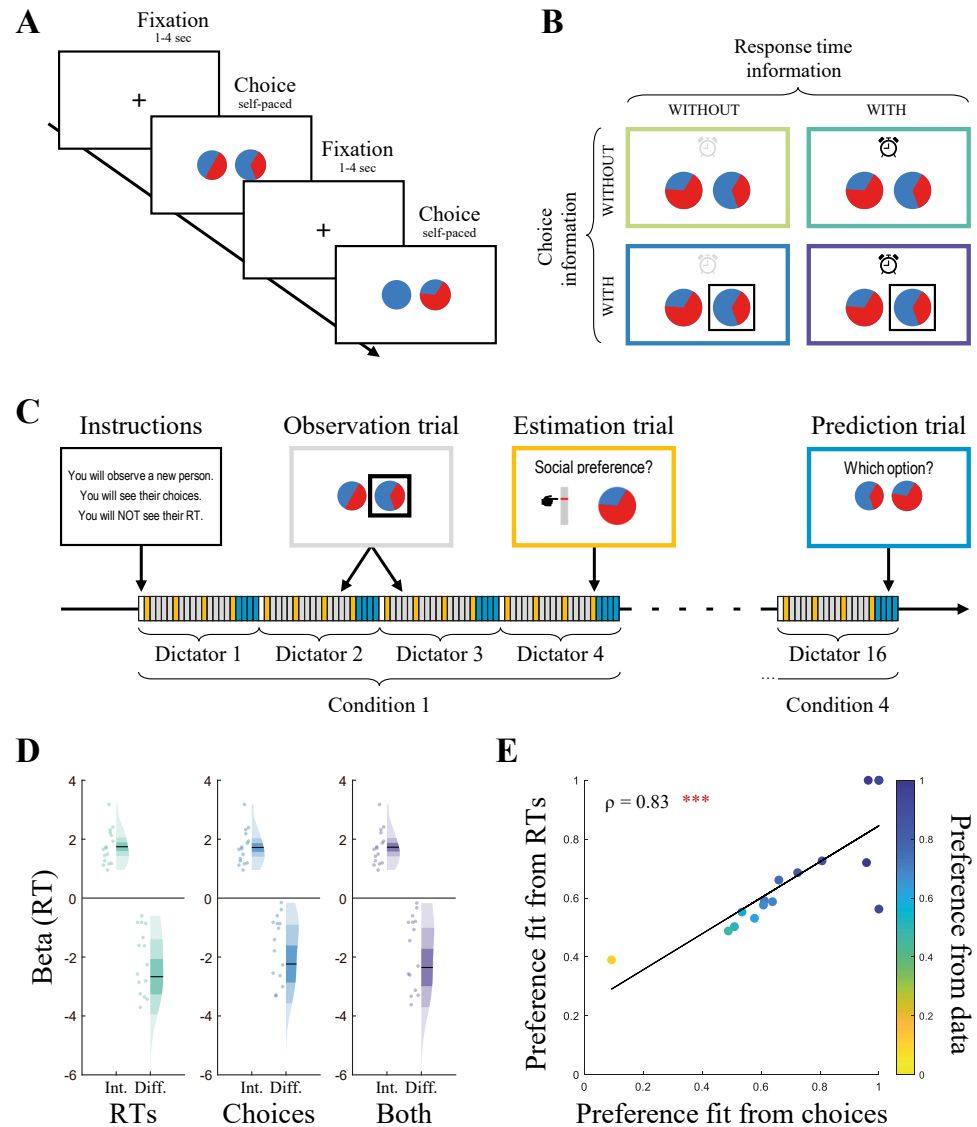 A
Fixation
1-4 sec
+
Choice
self-paced
Fixation
1-4 sec
+
Choice
self-paced
B
Response time
information
WITHOUT
WITH
Choice
information
WITHOUT
WITH
C
Instructions
Observation trial
Estimation trial
Prediction trial
You will observe a new person.
You will see their choices.
You will NOT see their RT.
Social preference?
Which option?
Dictator 1
Dictator 2
Dictator 3
Dictator 4
Dictator 16
Condition 1
...
Condition 4
D
Beta (RT)
4
2
0
-2
-4
-6
Int.
Diff.
RTs
4
2
0
-2
-4
-6
Int.
Diff.
Choices
4
2
0
-2
-4
-6
Int.
Diff.
Both
E
Preference fit from RTs
1
0.8
0.6
0.4
0.2
0
ρ = 0.83 ***
0.2
0.4
0.6
0.8
1
Preference fit from choices
1
0.8
0.6
0.4
0.2
0
Preference from data